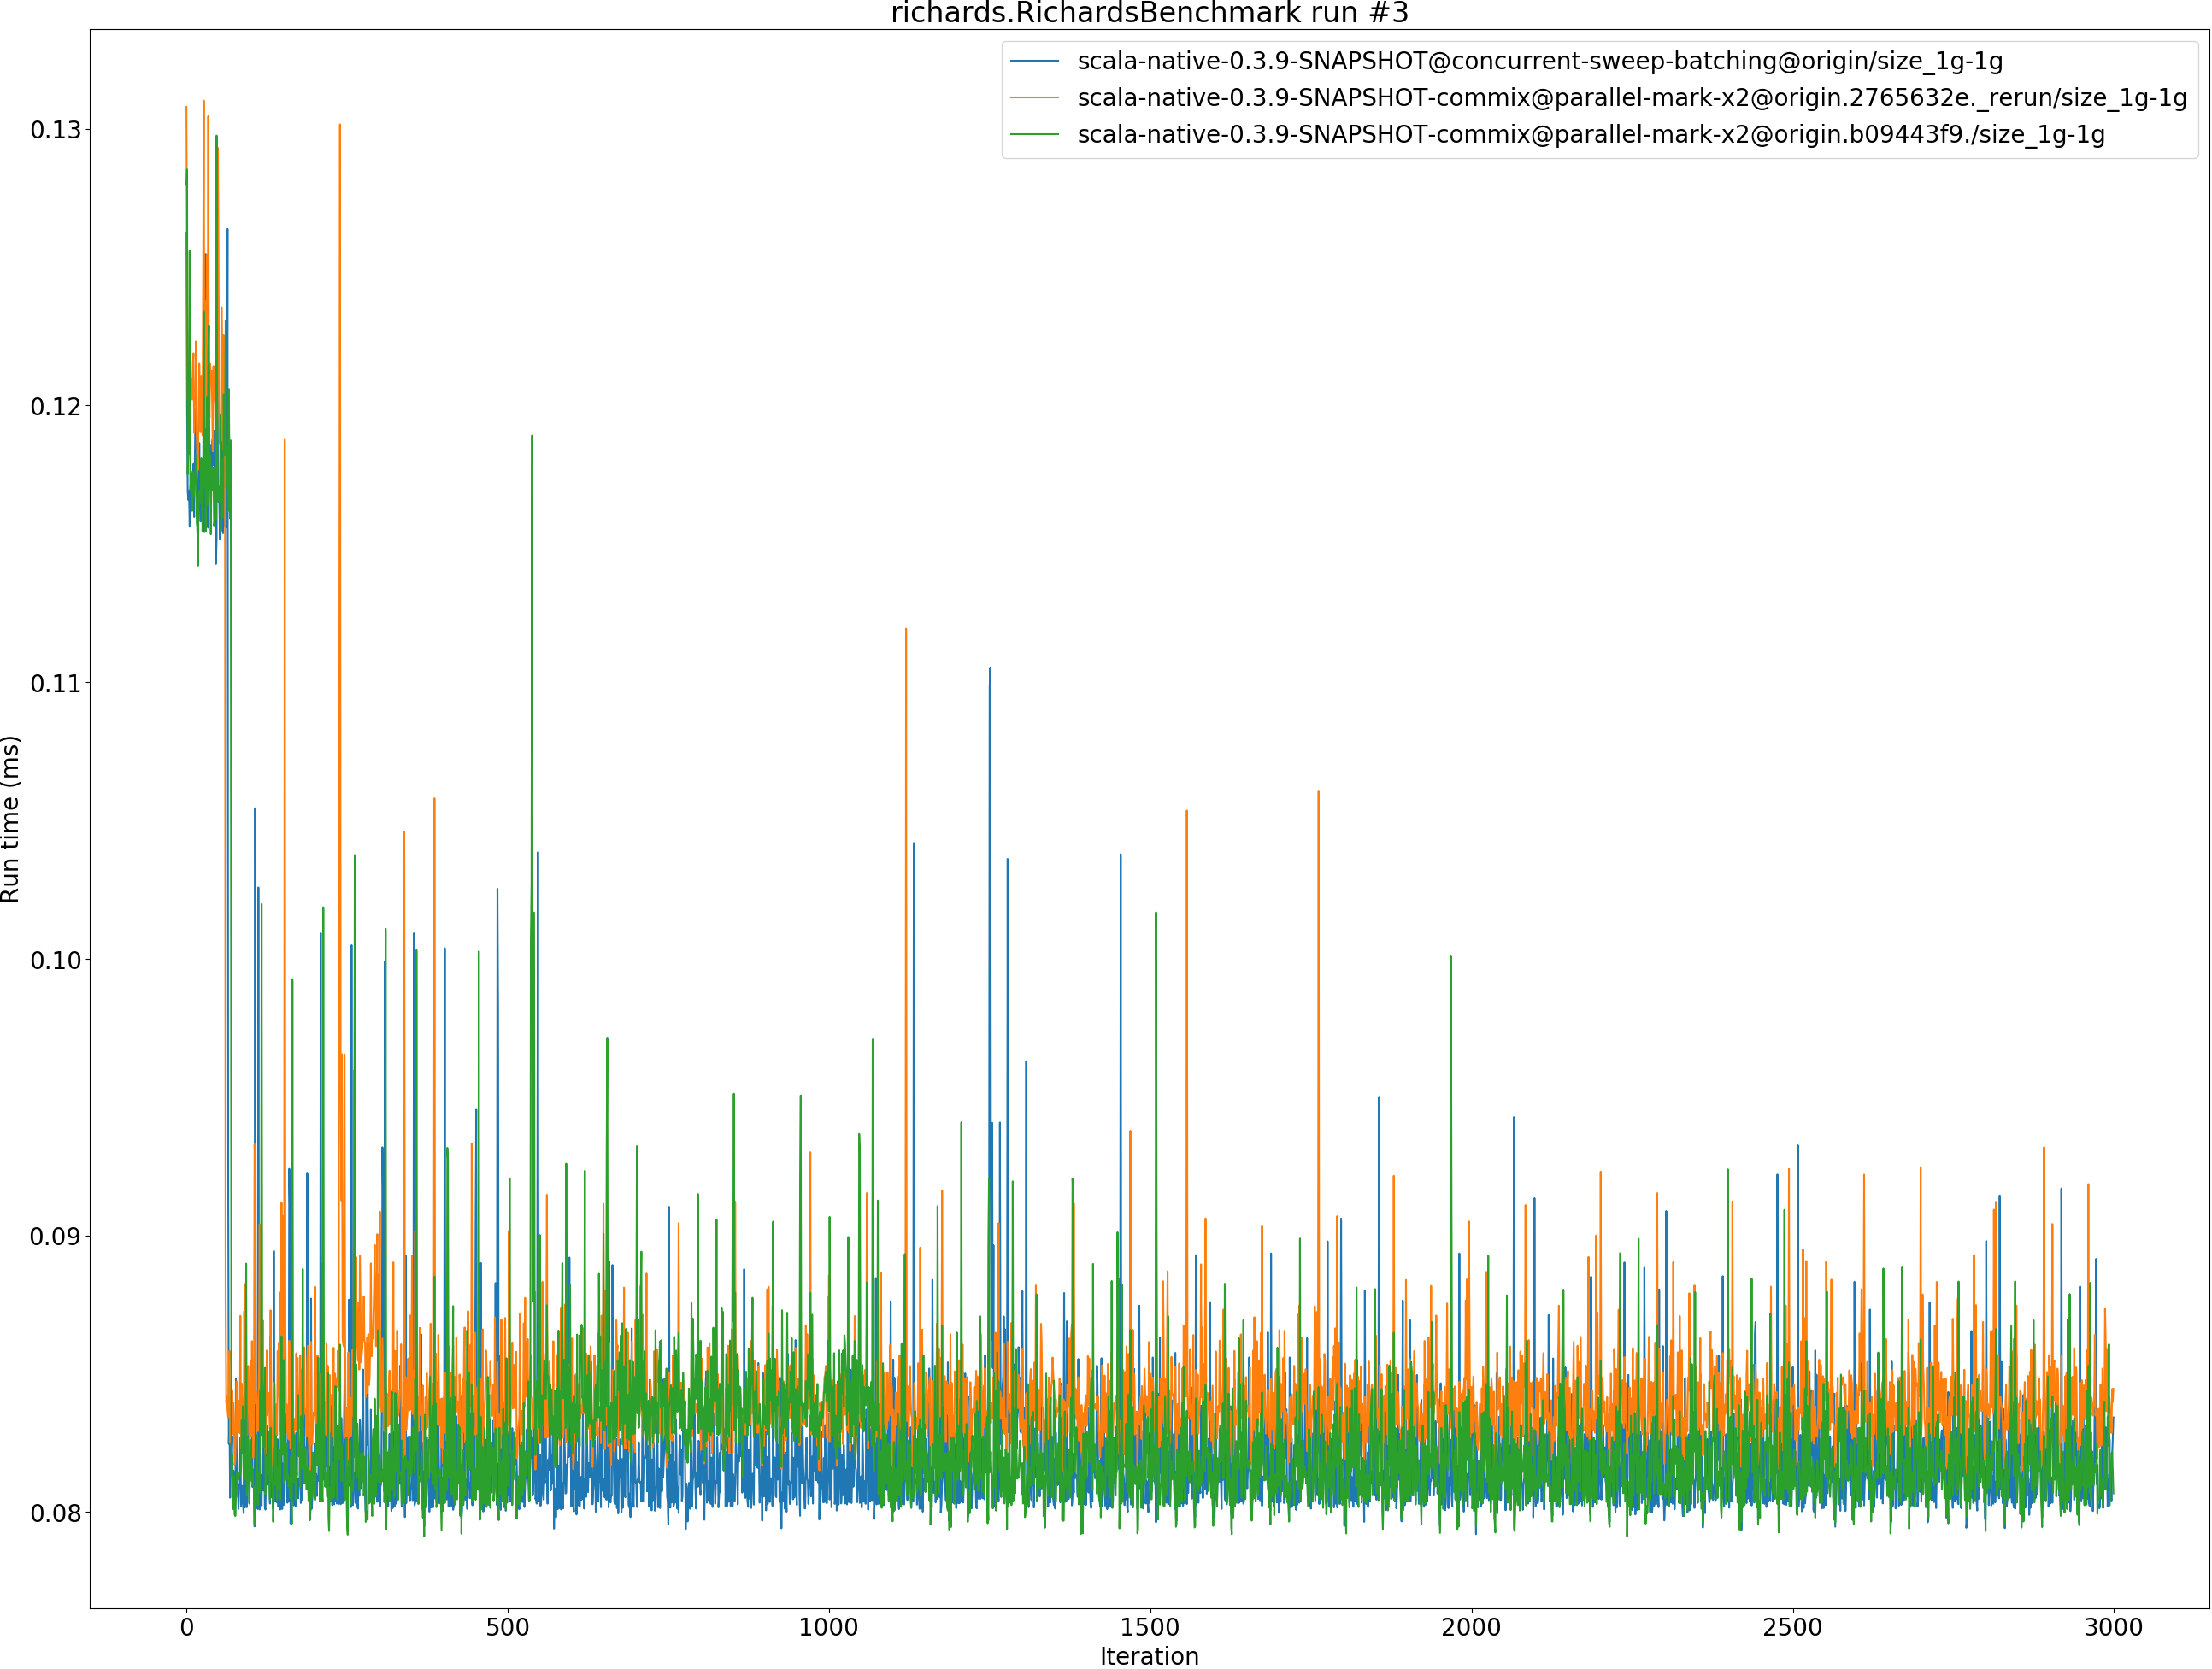 richards.RichardsBenchmark run #3
scala-native-0.3.9-SNAPSHOT@concurrent-sweep-batching@origin/size_1g-1g
scala-native-0.3.9-SNAPSHOT-commix@parallel-mark-x2@origin.2765632e._rerun/size_1g-1g
scala-native-0.3.9-SNAPSHOT-commix@parallel-mark-x2@origin.b09443f9./size_1g-1g
Run time (ms)
0.13
0.12
0.11
0.10
0.09
0.08
0
500
1000
1500
2000
2500
3000
Iteration